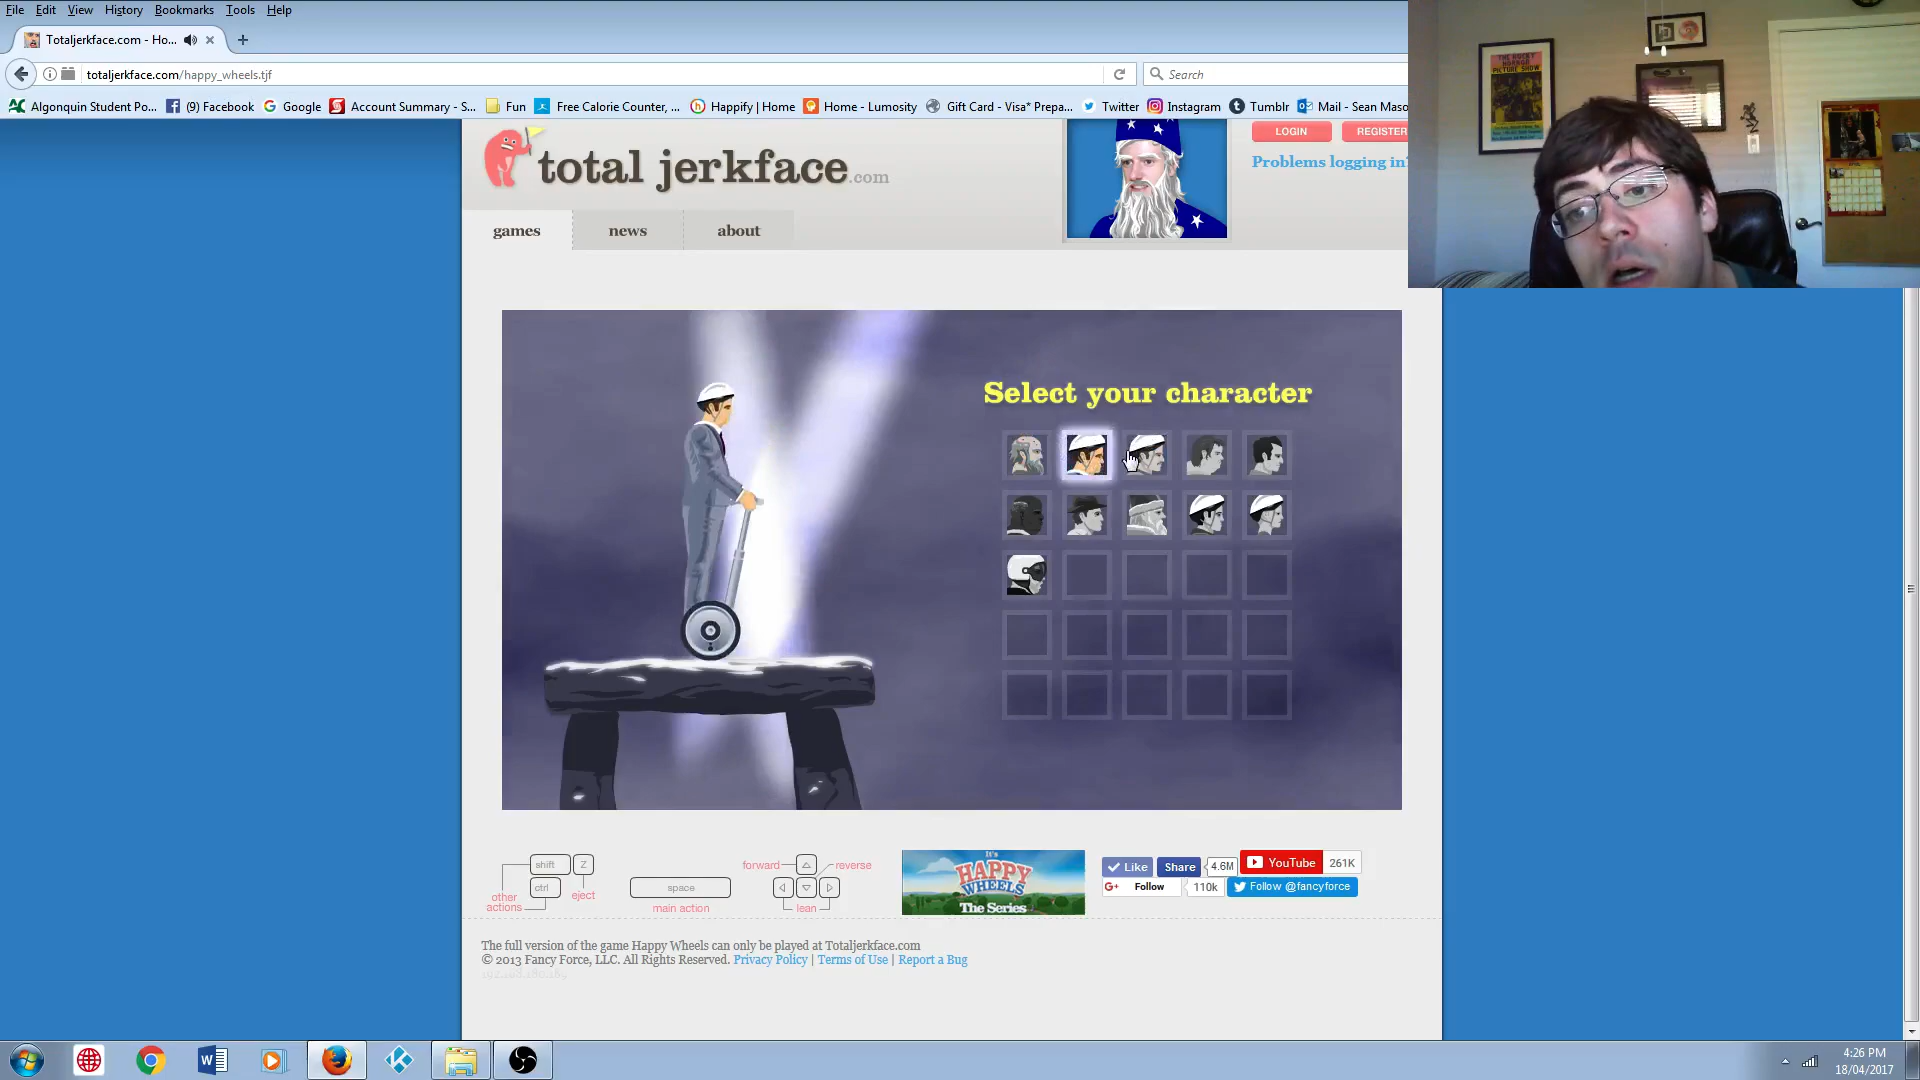 File Edit View History Bookmarks Tools Help
Totaljerkface.com - Ho...
totaljerkface.com/happy_wheels.tjf
Search
Algonquin Student Po... (9) Facebook Google Account Summary - S... Fun Free Calorie Counter, ... Happify | Home Home - Lumosity Gift Card - Visa* Prepa... Twitter Instagram Tumblr Mail - Sean Maso
THE ROCKY HORROR PICTURE SHOW
total jerkface.com
LOGIN REGISTER
Problems logging in?
games news about
Select your character
shift Z
ctrl
other actions
eject
space
main action
forward
reverse
lean
It's HAPPY WHEELS The Series
Like Share 4.6M YouTube 261K
G+ Follow 110k Follow @fancyforce
The full version of the game Happy Wheels can only be played at Totaljerkface.com
© 2013 Fancy Force, LLC. All Rights Reserved. Privacy Policy | Terms of Use | Report a Bug
4:26 PM
18/04/2017